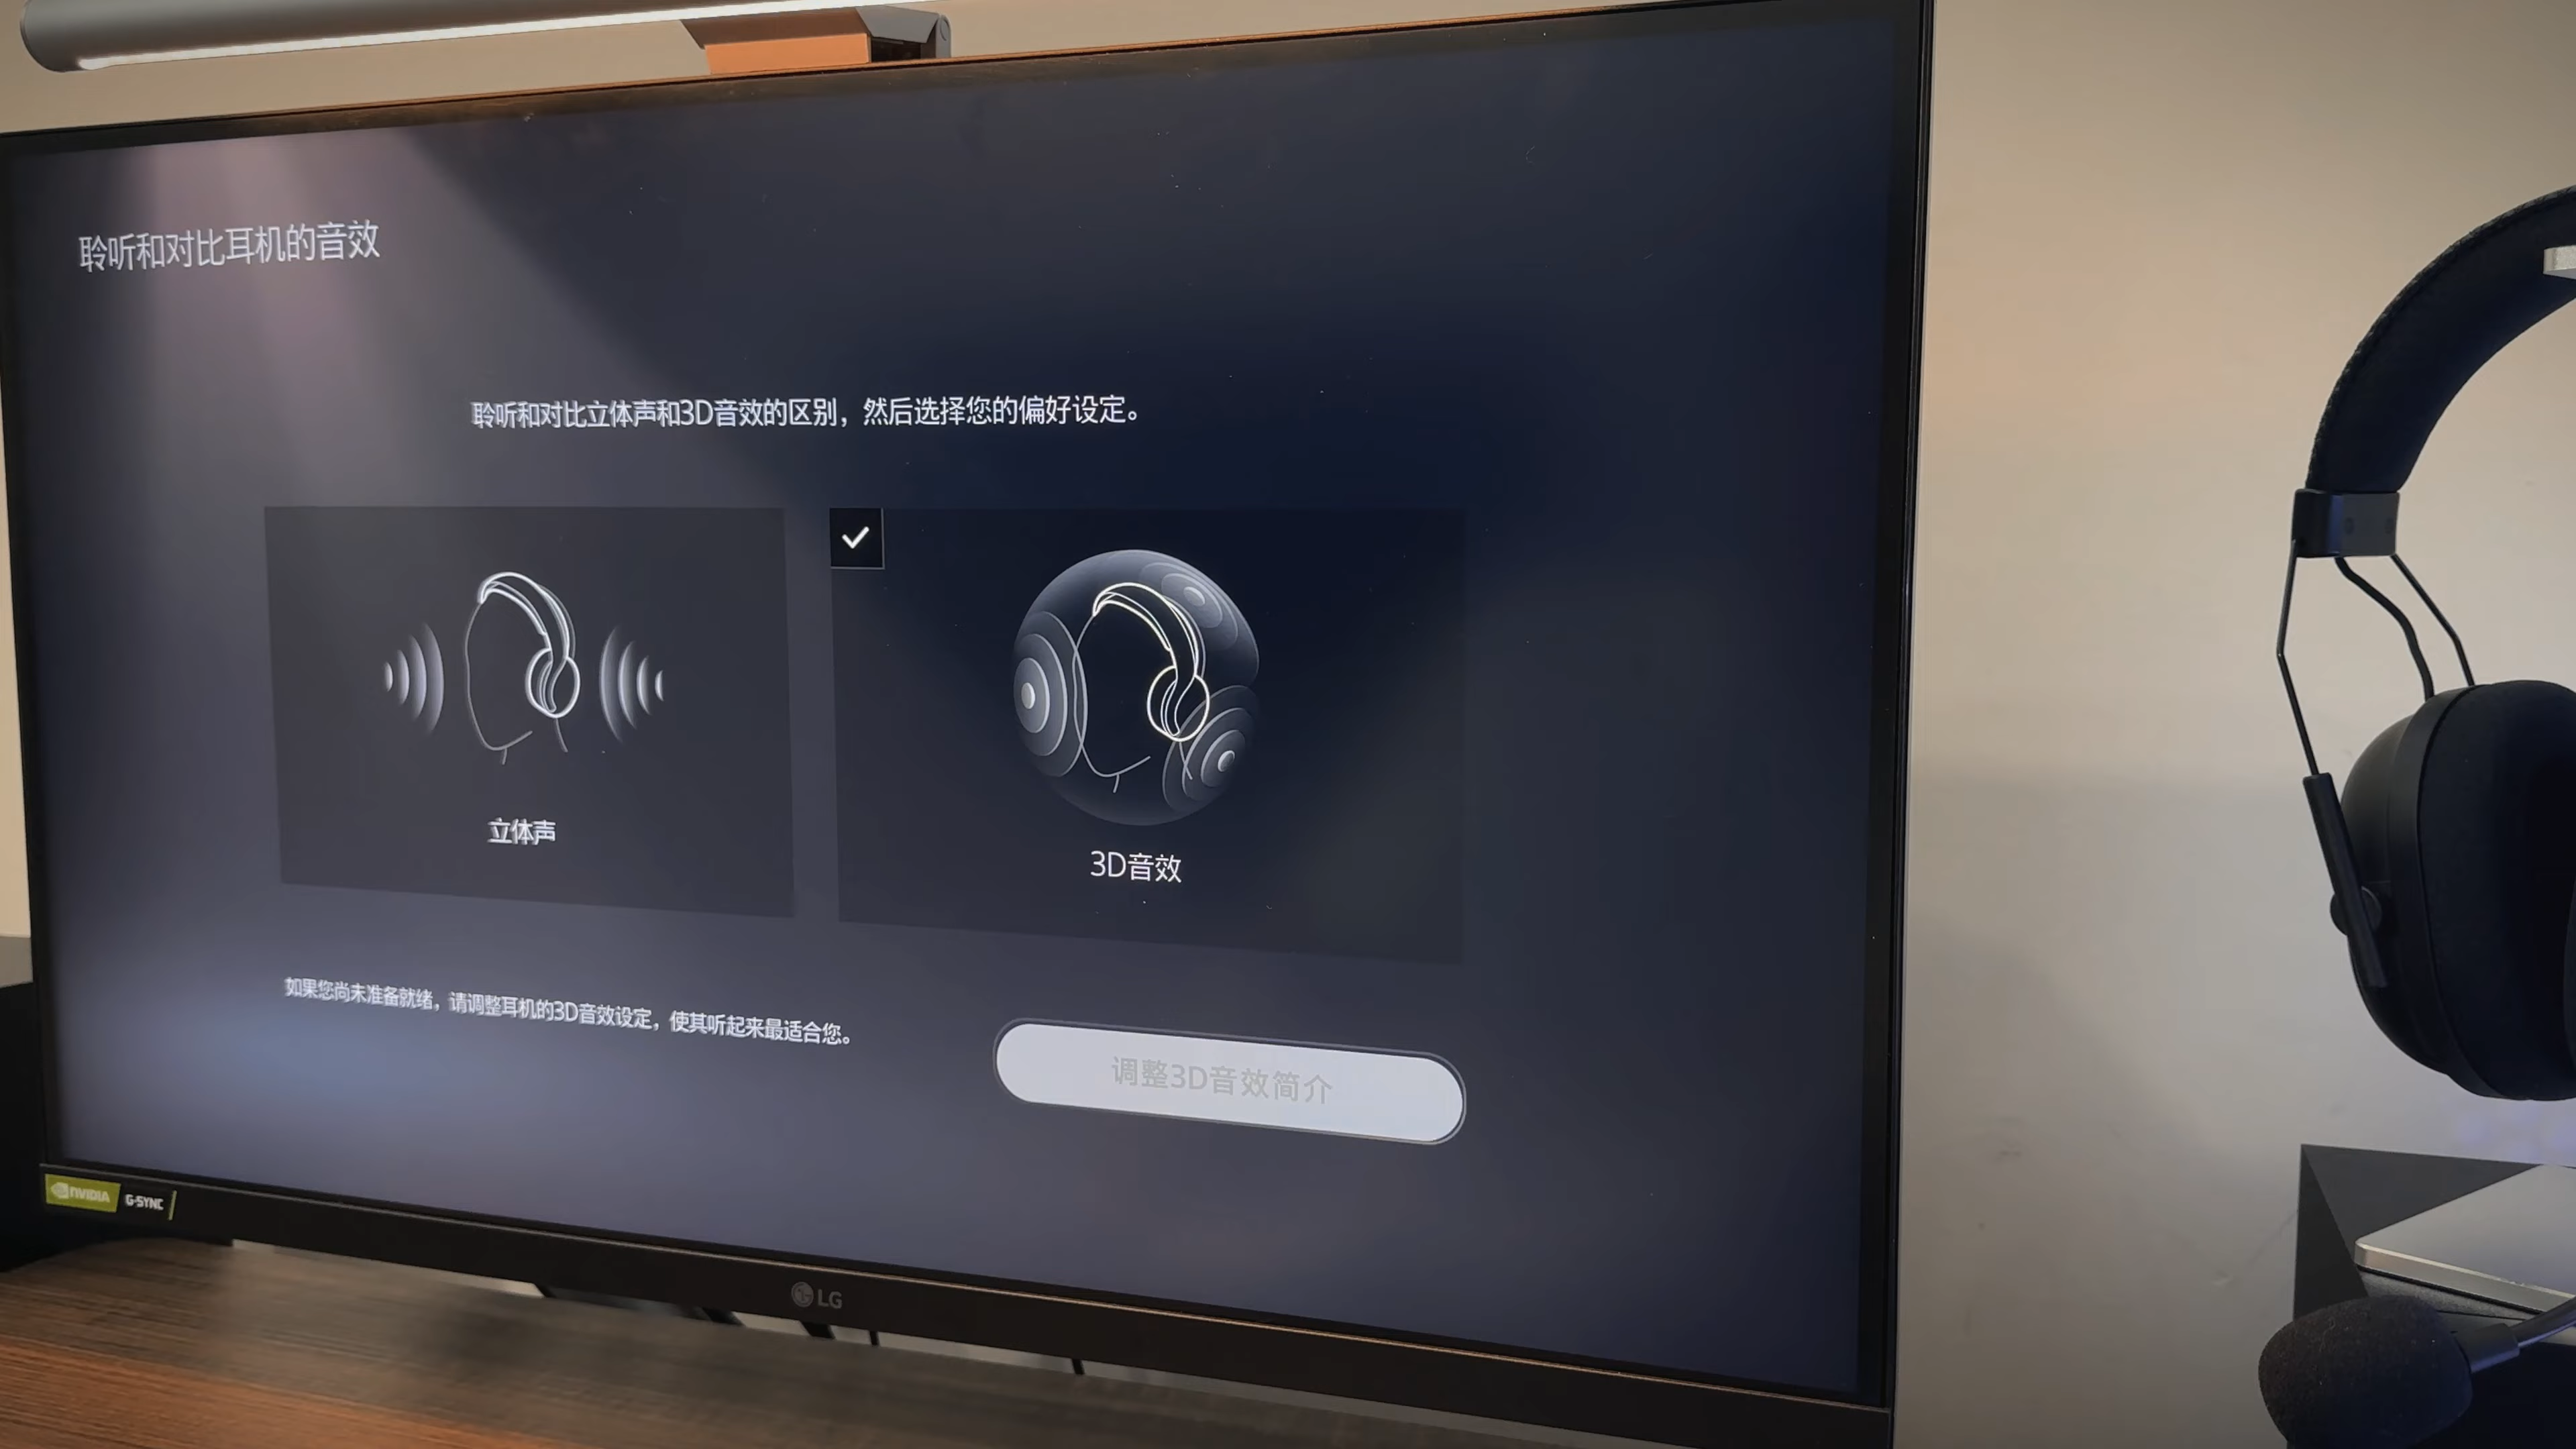 聆听和对比耳机的音效
聆听和对比立体声和3D音效的区别，然后选择您的偏好设定。
立体声
3D音效
如果您尚未准备就绪，请调整耳机的3D音效设定，使其听起来最适合您。
调整3D音效简介
NVIDIA G-SYNC
LG